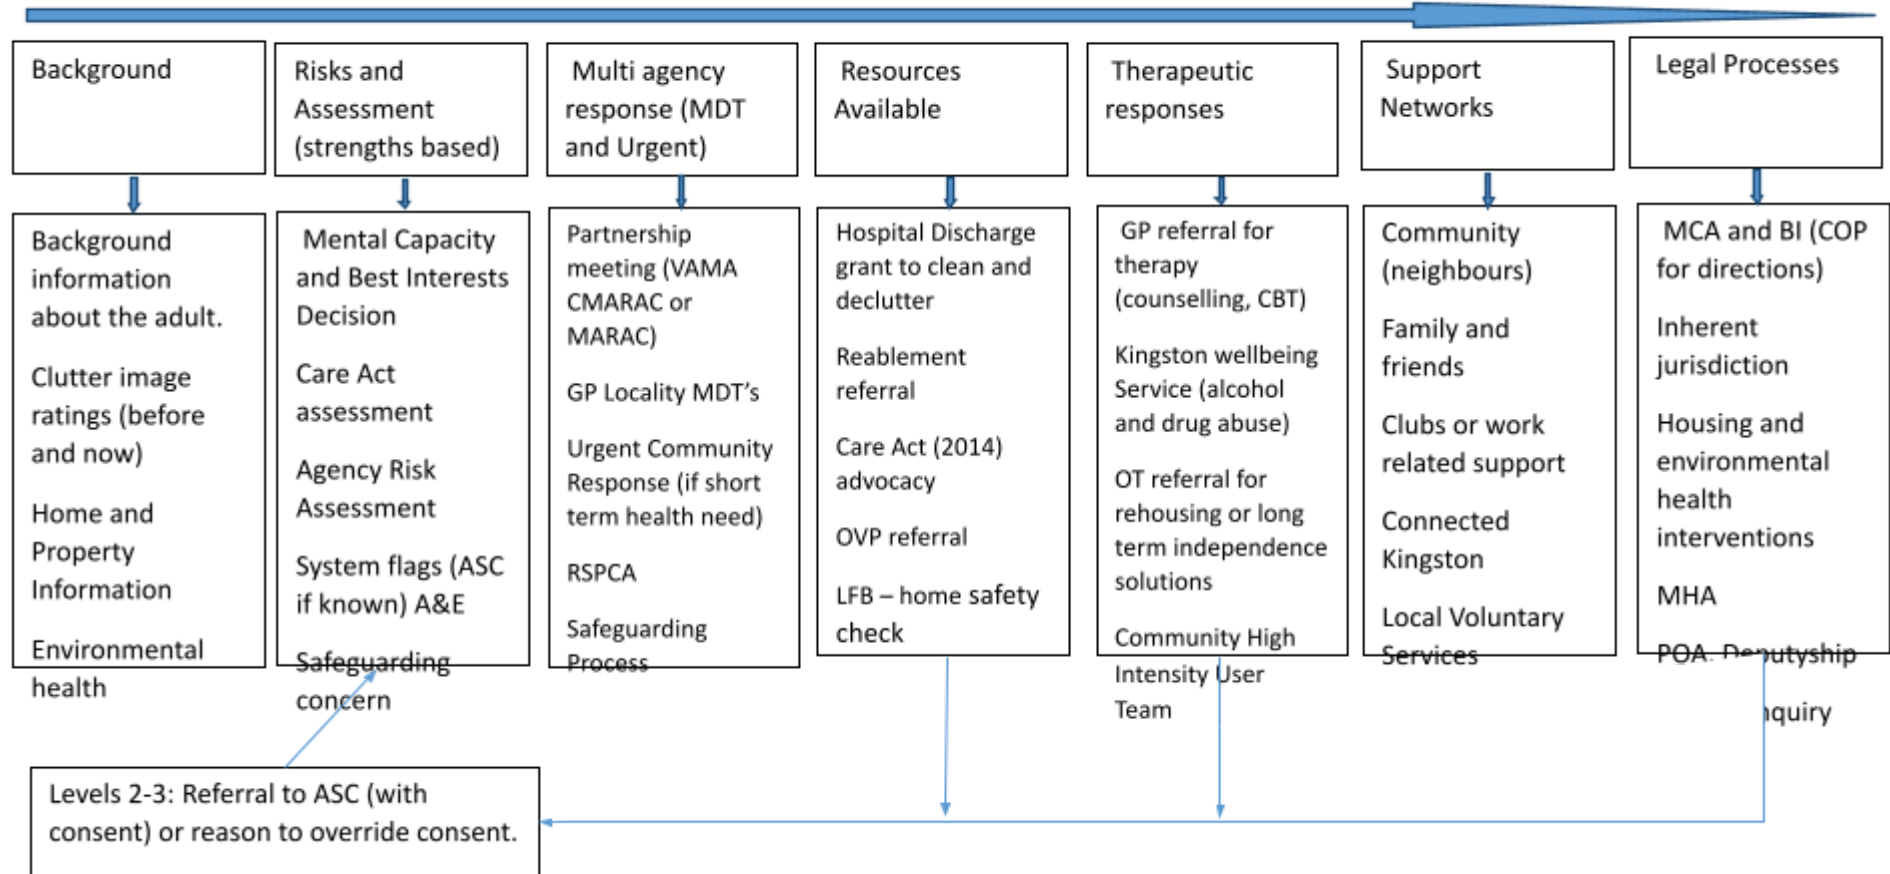 Background
Risks and
Assessment
(strengths based)
Multi agency
response (MDT
and Urgent)
Resources
Available
Therapeutic
responses
Support
Networks
Legal Processes
Background
information
about the adult.
Clutter image
ratings (before
and now)
Home and
Property
Information
Environmental
health
Mental Capacity
and Best Interests
Decision
Care Act
assessment
Agency Risk
Assessment
System flags (ASC
if known) A&E
Safeguarding
concern
Partnership
meeting (VAMA
CMARAC or
MARAC)
GP Locality MDT’s
Urgent Community
Response (if short
term health need)
RSPCA
Safeguarding
Process
Hospital Discharge
grant to clean and
declutter
Reablement
referral
Care Act (2014)
advocacy
OVP referral
LFB – home safety
check
GP referral for
therapy
(counselling, CBT)
Kingston wellbeing
Service (alcohol
and drug abuse)
OT referral for
rehousing or long
term independence
solutions
Community High
Intensity User
Team
Community
(neighbours)
Family and
friends
Clubs or work
related support
Connected
Kingston
Local Voluntary
Services
MCA and BI (COP
for directions)
Inherent
jurisdiction
Housing and
environmental
health
interventions
MHA
POA. Deputyship
Levels 2-3: Referral to ASC (with
consent) or reason to override consent.